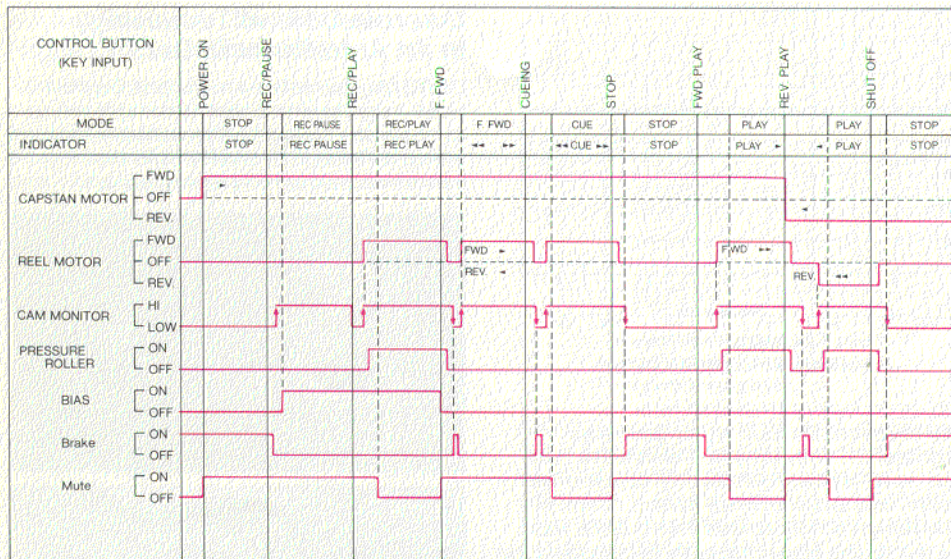 CONTROL BUTTON
(KEY INPUT)
POWER ON
REC/PAUSE
REC/PLAY
F. FWD
CUEING
STOP
FWD PLAY
REV. PLAY
SHUT OFF
MODE STOP REC PAUSE REC/PLAY F. FWD CUE STOP PLAY PLAY STOP
INDICATOR STOP REC PAUSE REC PLAY ◄◄ ►► ◄◄ CUE ►► STOP PLAY ► ◄ PLAY STOP
CAPSTAN MOTOR
FWD
OFF
REV.
REEL MOTOR
FWD
OFF
REV.
FWD ►
REV. ◄
FWD ►►
REV. ◄◄
CAM MONITOR
HI
LOW
PRESSURE
ROLLER
ON
OFF
BIAS
ON
OFF
Brake
ON
OFF
Mute
ON
OFF